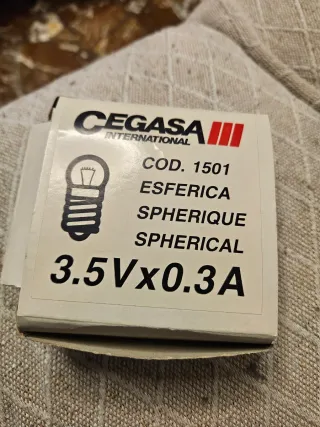 CEGASA
INTERNATIONAL
COD. 1501
ESFERICA
SPHERIQUE
SPHERICAL
3.5Vx0.3A